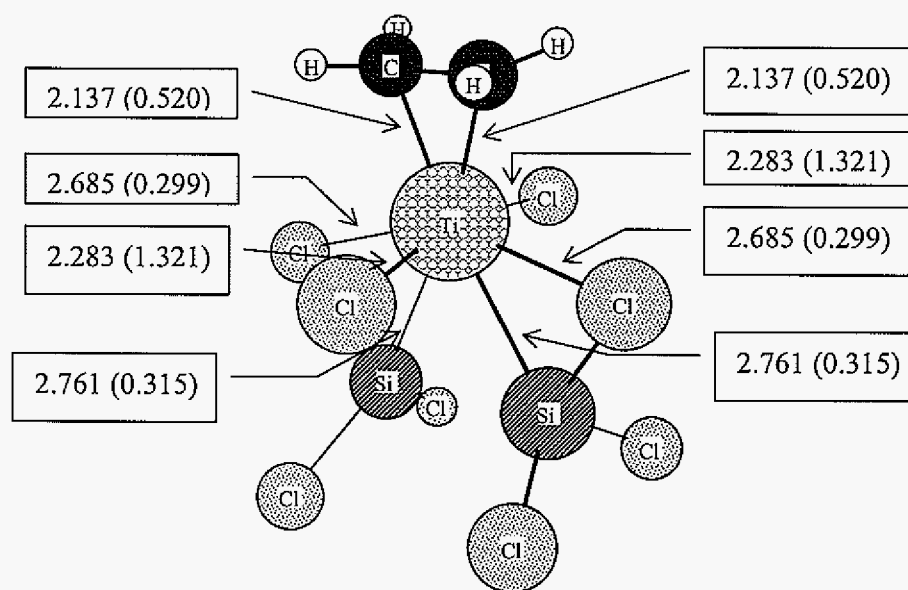 H
H
C
H
H
2.137 (0.520)
2.137 (0.520)
2.685 (0.299)
2.283 (1.321)
Cl
Ti
Cl
2.283 (1.321)
2.685 (0.299)
Cl
Cl
2.761 (0.315)
2.761 (0.315)
Si
Cl
Si
Cl
Cl
Cl